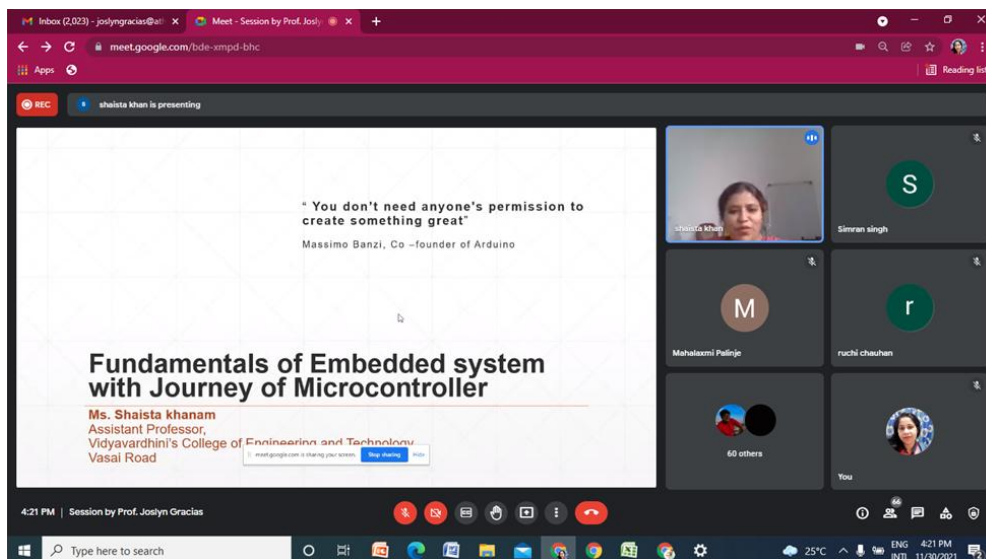 Inbox (2,023) - joslyngracias@at
Meet - Session by Prof. Josly
meet.google.com/bde-xmpd-bhc
Apps
Reading list
REC
s
shaista khan is presenting
“ You don't need anyone's permission to
create something great”
Massimo Banzi, Co –founder of Arduino
Fundamentals of Embedded system
with Journey of Microcontroller
Ms. Shaista khanam
Assistant Professor,
Vidyavardhini's College of Engineering and Technology
Vasai Road
meet.google.com is sharing your screen.
Stop sharing
Hide
shaista khan
S
Simran singh
M
Mahalaxmi Palinje
r
ruchi chauhan
60 others
You
4:21 PM | Session by Prof. Joslyn Gracias
66
Type here to search
25°C
ENG
INTL
4:21 PM
11/30/2021